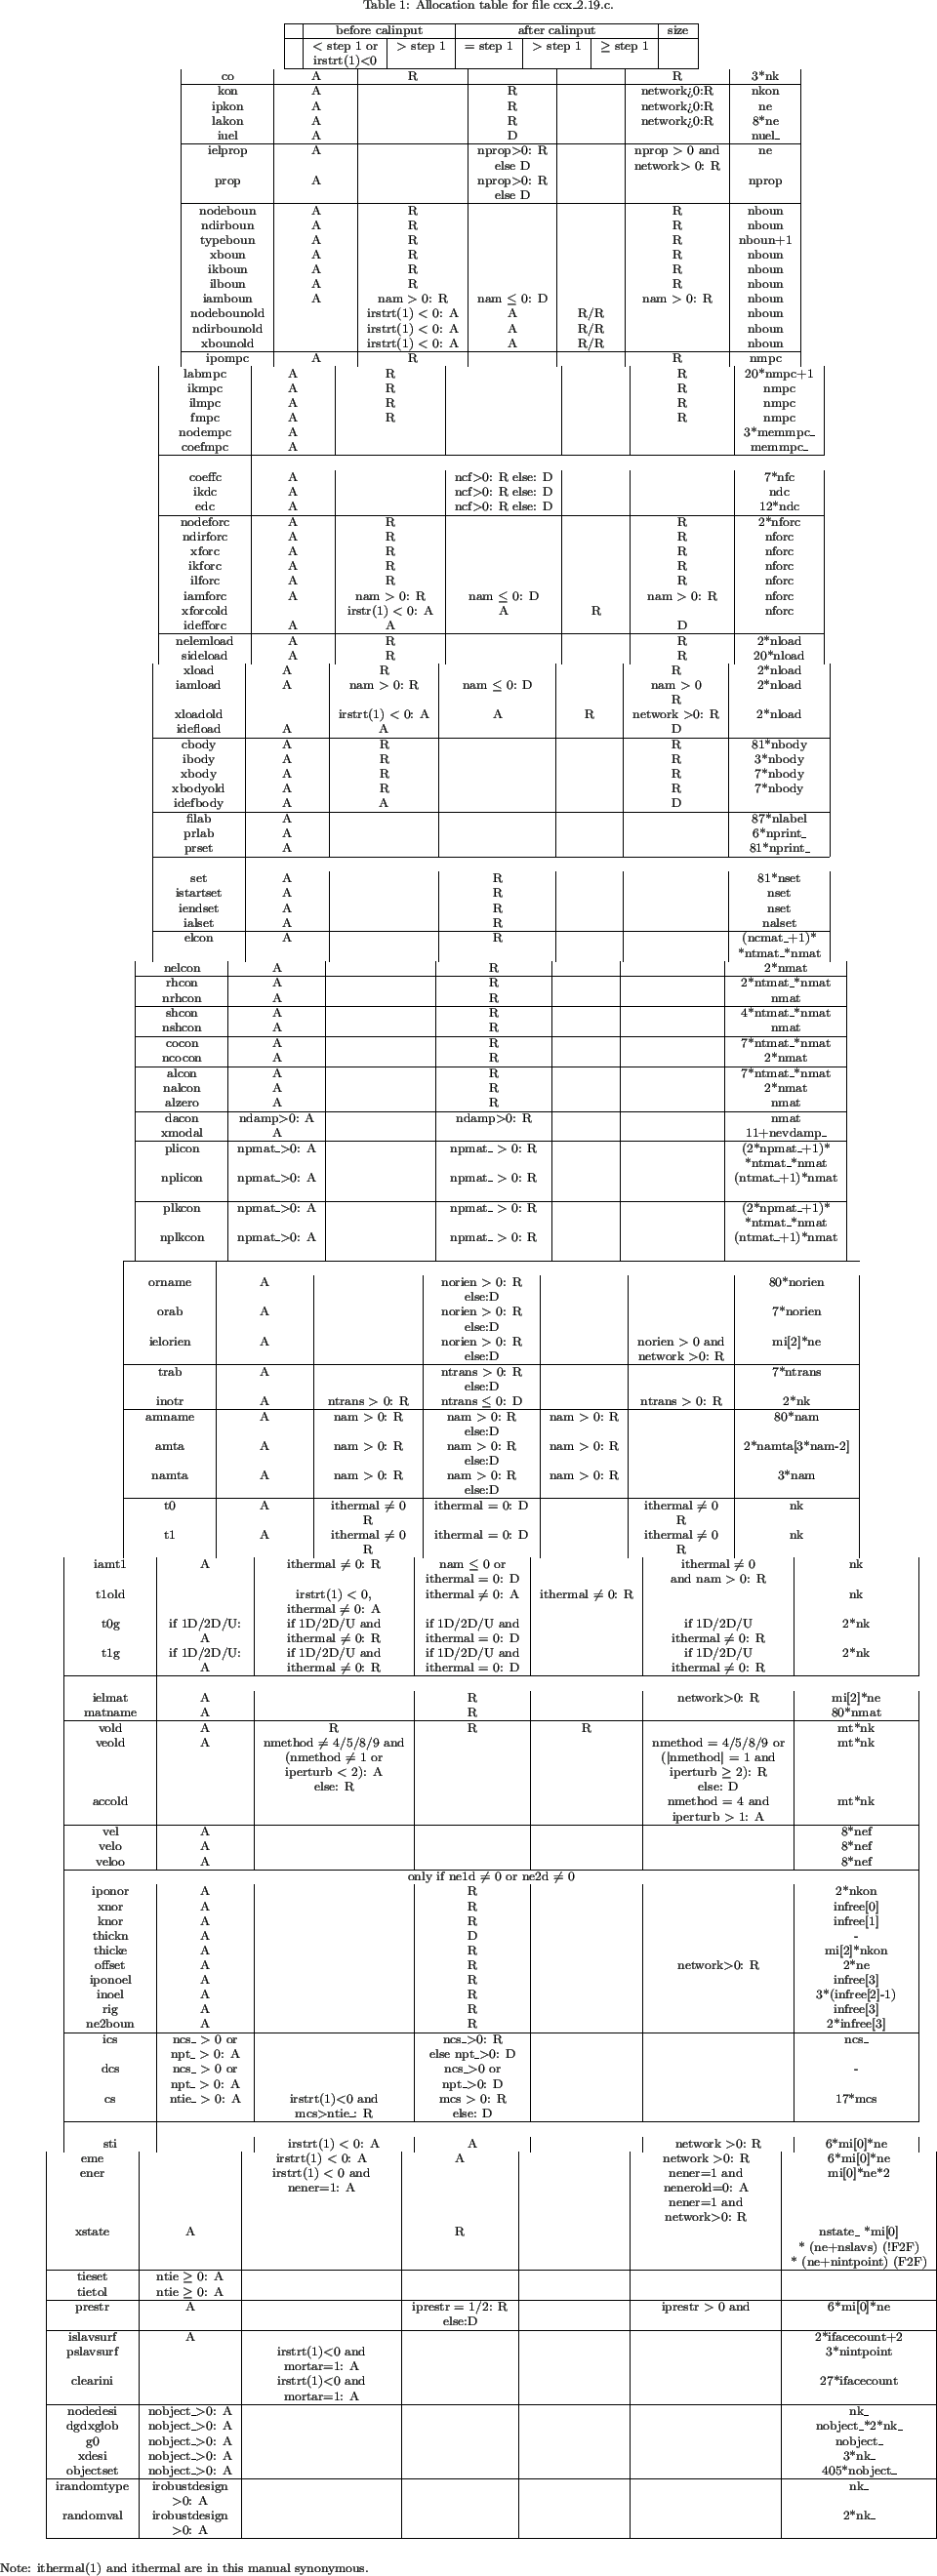 Table 1: Allocation table for file ccx_2.19.c.
before calinput after calinput size
< step 1 or > step 1 = step 1 > step 1 ≥ step 1
irstrt(1)<0
co A R R 3*nk
kon A R network¿0:R nkon
ipkon A R network¿0:R ne
lakon A R network¿0:R 8*ne
iuel A D nuel_
ielprop A nprop>0: R nprop > 0 and ne
else D network> 0: R
prop A nprop>0: R nprop
else D
nodeboun A R R nboun
ndirboun A R R nboun
typeboun A R R nboun+1
xboun A R R nboun
ikboun A R R nboun
ilboun A R R nboun
iamboun A nam > 0: R nam ≤ 0: D nam > 0: R nboun
nodebounold irstrt(1) < 0: A A R/R nboun
ndirbounold irstrt(1) < 0: A A R/R nboun
xbounold irstrt(1) < 0: A A R/R nboun
ipompc A R R nmpc
labmpc A R R 20*nmpc+1
ikmpc A R R nmpc
ilmpc A R R nmpc
fmpc A R R nmpc
nodempc A 3*memmpc_
coefmpc A memmpc_
coeffc A ncf>0: R else: D 7*nfc
ikdc A ncf>0: R else: D ndc
edc A ncf>0: R else: D 12*ndc
nodeforc A R R 2*nforc
ndirforc A R R nforc
xforc A R R nforc
ikforc A R R nforc
ilforc A R R nforc
iamforc A nam > 0: R nam ≤ 0: D nam > 0: R nforc
xforcold irstr(1) < 0: A A R nforc
idefforc A A D
nelemload A R R 2*nload
sideload A R R 20*nload
xload A R R 2*nload
iamload A nam > 0: R nam ≤ 0: D nam > 0 2*nload
R
xloadold irstrt(1) < 0: A A R network >0: R 2*nload
idefload A A D
cbody A R R 81*nbody
ibody A R R 3*nbody
xbody A R R 7*nbody
xbodyold A R R 7*nbody
idefbody A A D
filab A 87*nlabel
prlab A 6*nprint_
prset A 81*nprint_
set A R 81*nset
istartset A R nset
iendset A R nset
ialset A R nalset
elcon A R (ncmat_+1)*
*ntmat_*nmat
nelcon A R 2*nmat
rhcon A R 2*ntmat_*nmat
nrhcon A R nmat
shcon A R 4*ntmat_*nmat
nshcon A R nmat
cocon A R 7*ntmat_*nmat
ncocon A R 2*nmat
alcon A R 7*ntmat_*nmat
nalcon A R 2*nmat
alzero A R nmat
dacon ndamp>0: A ndamp>0: R nmat
xmodal A 11+nevdamp_
plicon npmat_>0: A npmat_ > 0: R (2*npmat_+1)*
*ntmat_*nmat
nplicon npmat_>0: A npmat_ > 0: R (ntmat_+1)*nmat
plkcon npmat_>0: A npmat_ > 0: R (2*npmat_+1)*
*ntmat_*nmat
nplkcon npmat_>0: A npmat_ > 0: R (ntmat_+1)*nmat
orname A norien > 0: R 80*norien
else:D
orab A norien > 0: R 7*norien
else:D
ielorien A norien > 0: R norien > 0 and mi[2]*ne
else:D network >0: R
trab A ntrans > 0: R 7*ntrans
else:D
inotr A ntrans > 0: R ntrans ≤ 0: D ntrans > 0: R 2*nk
amname A nam > 0: R nam > 0: R nam > 0: R 80*nam
else:D
amta A nam > 0: R nam > 0: R nam > 0: R 2*namta[3*nam-2]
else:D
namta A nam > 0: R nam > 0: R nam > 0: R 3*nam
else:D
t0 A ithermal ≠ 0 ithermal = 0: D ithermal ≠ 0 nk
R R
t1 A ithermal ≠ 0 ithermal = 0: D ithermal ≠ 0 nk
R R
iamt1 A ithermal ≠ 0: R nam ≤ 0 or ithermal ≠ 0 nk
ithermal = 0: D and nam > 0: R
t1old irstrt(1) < 0, ithermal ≠ 0: A ithermal ≠ 0: R nk
ithermal ≠ 0: A
t0g if 1D/2D/U: if 1D/2D/U and if 1D/2D/U and if 1D/2D/U 2*nk
A ithermal ≠ 0: R ithermal = 0: D ithermal ≠ 0: R
t1g if 1D/2D/U: if 1D/2D/U and if 1D/2D/U and if 1D/2D/U 2*nk
A ithermal ≠ 0: R ithermal = 0: D ithermal ≠ 0: R
ielmat A R network>0: R mi[2]*ne
matname A R 80*nmat
vold A R R R mt*nk
veold A nmethod ≠ 4/5/8/9 and nmethod = 4/5/8/9 or mt*nk
(nmethod ≠ 1 or (|nmethod| = 1 and
iperturb < 2): A iperturb ≥ 2): R
else: R else: D
accold nmethod = 4 and mt*nk
iperturb > 1: A
vel A 8*nef
velo A 8*nef
veloo A 8*nef
only if ne1d ≠ 0 or ne2d ≠ 0
iponor A R 2*nkon
xnor A R infree[0]
knor A R infree[1]
thickn A D -
thicke A R mi[2]*nkon
offset A R network>0: R 2*ne
iponoel A R infree[3]
inoel A R 3*(infree[2]-1)
rig A R infree[3]
ne2boun A R 2*infree[3]
ics ncs_ > 0 or ncs_>0: R ncs_
npt_ > 0: A else npt_>0: D
dcs ncs_ > 0 or ncs_>0 or -
npt_ > 0: A npt_>0: D
cs ntie_ > 0: A irstrt(1)<0 and mcs > 0: R 17*mcs
mcs>ntie_: R else: D
sti irstrt(1) < 0: A A network >0: R 6*mi[0]*ne
eme irstrt(1) < 0: A A network >0: R 6*mi[0]*ne
ener irstrt(1) < 0 and nener=1 and mi[0]*ne*2
nener=1: A nenerold=0: A
nener=1 and
network>0: R
xstate A R nstate_ *mi[0]
* (ne+nslavs) (!F2F)
* (ne+nintpoint) (F2F)
tieset ntie ≥ 0: A
tietol ntie ≥ 0: A
prestr A iprestr = 1/2: R iprestr > 0 and 6*mi[0]*ne
else:D
islavsurf A 2*ifacecount+2
pslavsurf irstrt(1)<0 and 3*nintpoint
mortar=1: A
clearini irstrt(1)<0 and 27*ifacecount
mortar=1: A
nodedesi nobject_>0: A nk_
dgdxglob nobject_>0: A nobject_*2*nk_
g0 nobject_>0: A nobject_
xdesi nobject_>0: A 3*nk_
objectset nobject_>0: A 405*nobject_
irandomtype irobustdesign nk_
>0: A
randomval irobustdesign 2*nk_
>0: A
Note: ithermal(1) and ithermal are in this manual synonymous.